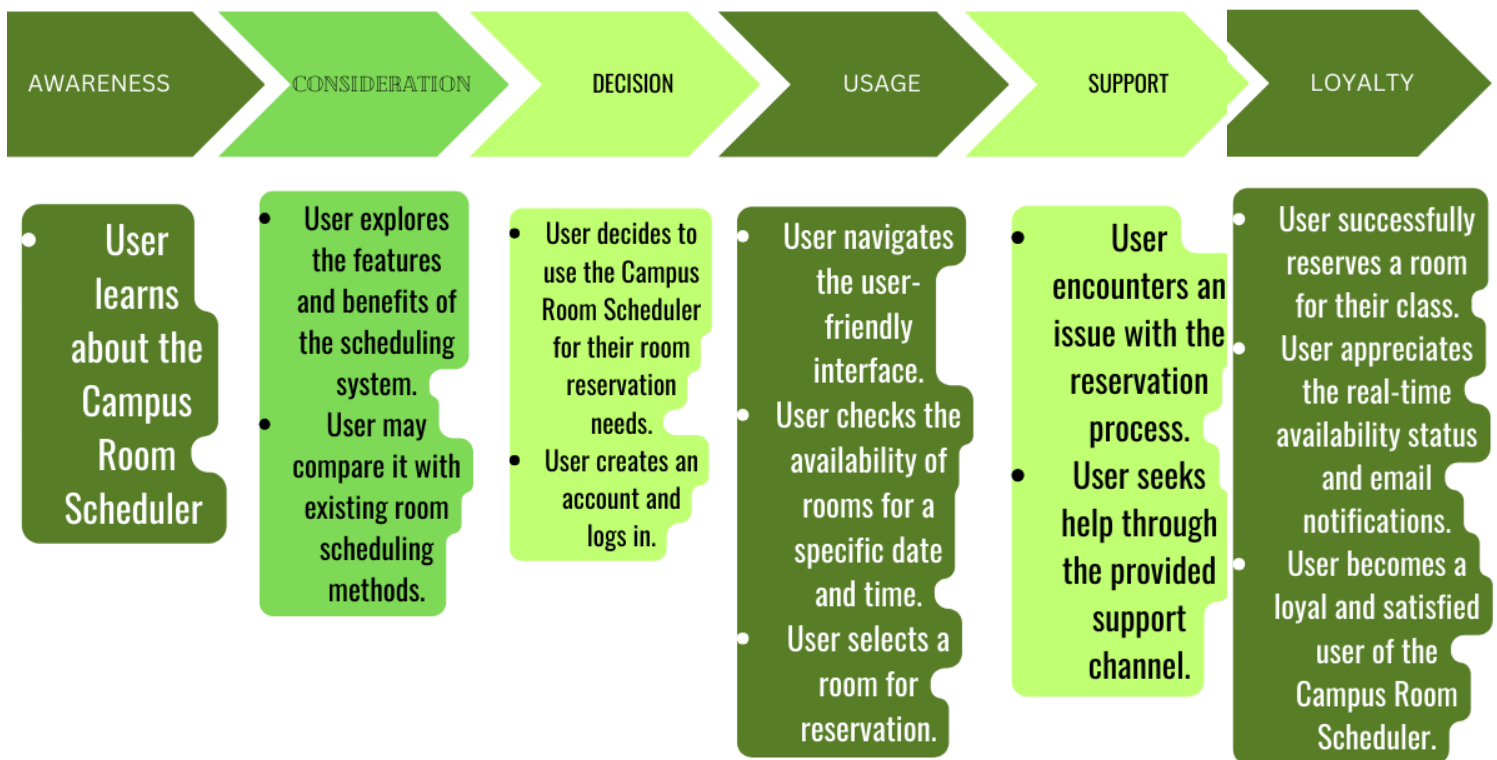 AWARENESS
CONSIDERATION
DECISION
USAGE
SUPPORT
LOYALTY
• User
learns
about the
Campus
Room
Scheduler
• User explores
the features
and benefits of
the scheduling
system.
• User may
compare it with
existing room
scheduling
methods.
• User decides to
use the Campus
Room Scheduler
for their room
reservation
needs.
• User creates an
account and
logs in.
• User navigates
the user-
friendly
interface.
• User checks the
availability of
rooms for a
specific date
and time.
• User selects a
room for
reservation.
• User
encounters an
issue with the
reservation
process.
• User seeks
help through
the provided
support
channel.
• User successfully
reserves a room
for their class.
• User appreciates
the real-time
availability status
and email
notifications.
• User becomes a
loyal and satisfied
user of the
Campus Room
Scheduler.